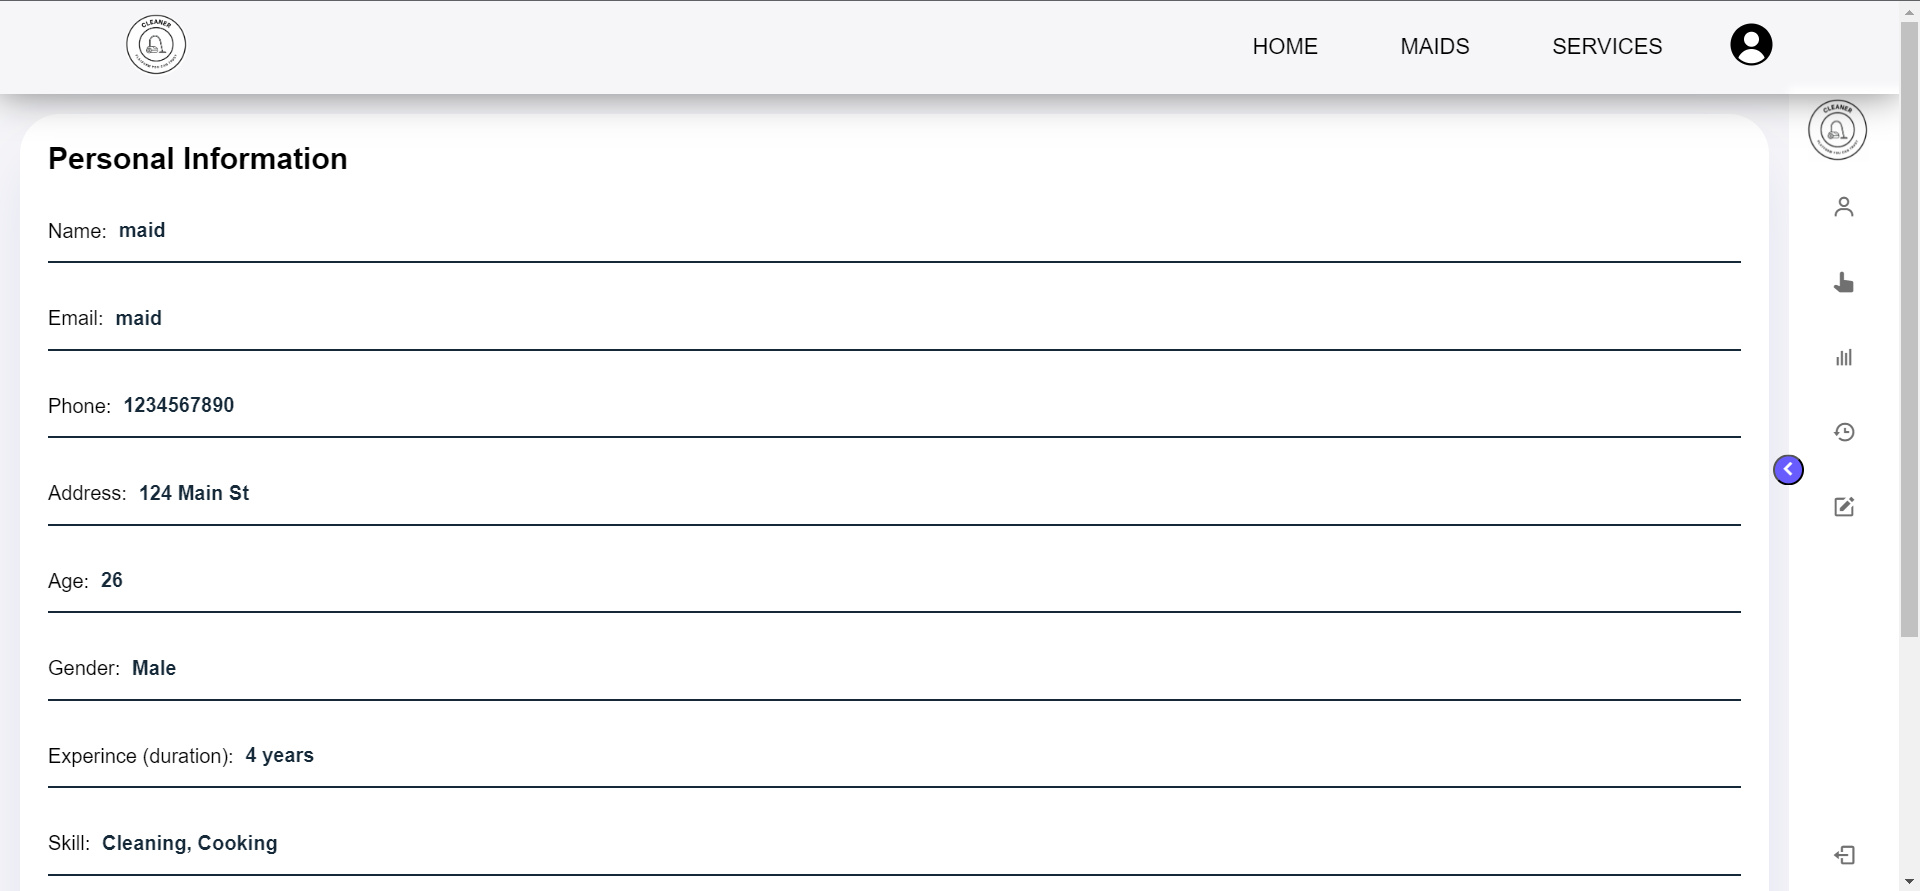 CLEANER
HOME
MAIDS
SERVICES
CLEANER
Personal Information
Name: maid
Email: maid
Phone: 1234567890
Address: 124 Main St
Age: 26
Gender: Male
Experince (duration): 4 years
Skill: Cleaning, Cooking